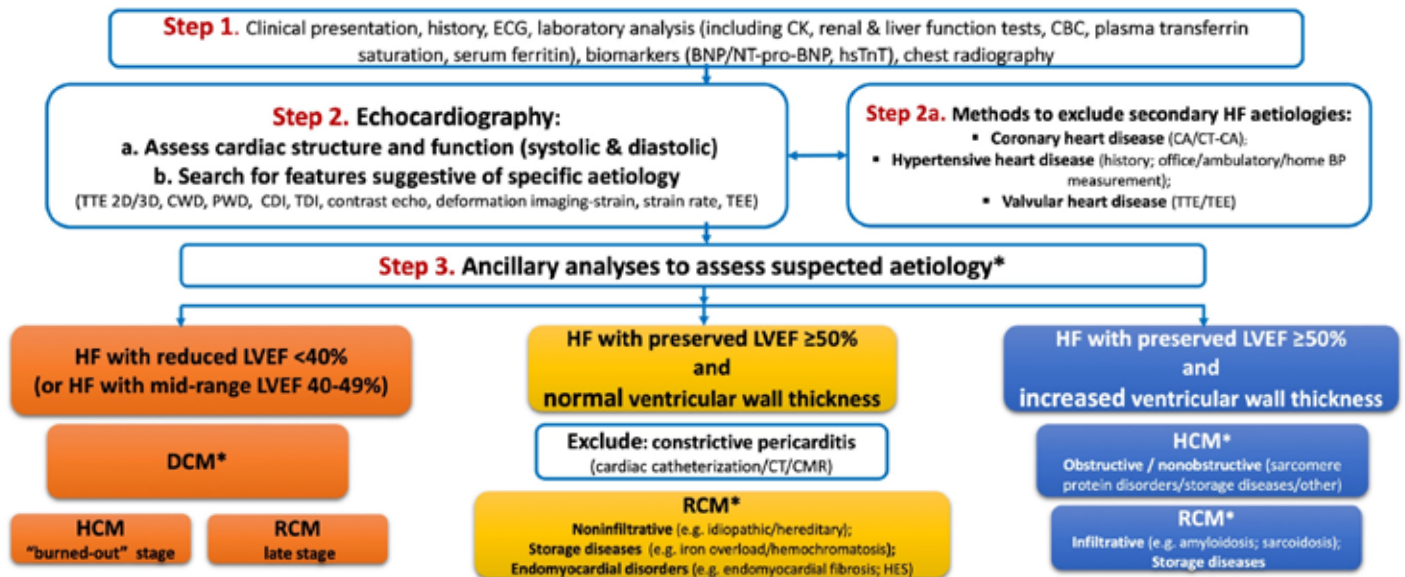 Step 1. Clinical presentation, history, ECG, laboratory analysis (including CK, renal & liver function tests, CBC, plasma transferrin
saturation, serum ferritin), biomarkers (BNP/NT-pro-BNP, hsTnT), chest radiography
Step 2. Echocardiography:
a. Assess cardiac structure and function (systolic & diastolic)
b. Search for features suggestive of specific aetiology
(TTE 2D/3D, CWD, PWD, CDI, TDI, contrast echo, deformation imaging-strain, strain rate, TEE)
Step 2a. Methods to exclude secondary HF aetiologies:
▪ Coronary heart disease (CA/CT-CA);
▪ Hypertensive heart disease (history; office/ambulatory/home BP
measurement);
▪ Valvular heart disease (TTE/TEE)
Step 3. Ancillary analyses to assess suspected aetiology*
HF with reduced LVEF <40%
(or HF with mid-range LVEF 40-49%)
DCM*
HCM
"burned-out" stage
RCM
late stage
HF with preserved LVEF ≥50%
and
normal ventricular wall thickness
Exclude: constrictive pericarditis
(cardiac catheterization/CT/CMR)
RCM*
Noninfiltrative (e.g. idiopathic/hereditary);
Storage diseases (e.g. iron overload/hemochromatosis);
Endomyocardial disorders (e.g. endomyocardial fibrosis; HES)
HF with preserved LVEF ≥50%
and
increased ventricular wall thickness
HCM*
Obstructive / nonobstructive (sarcomere
protein disorders/storage diseases/other)
RCM*
Infiltrative (e.g. amyloidosis; sarcoidosis);
Storage diseases